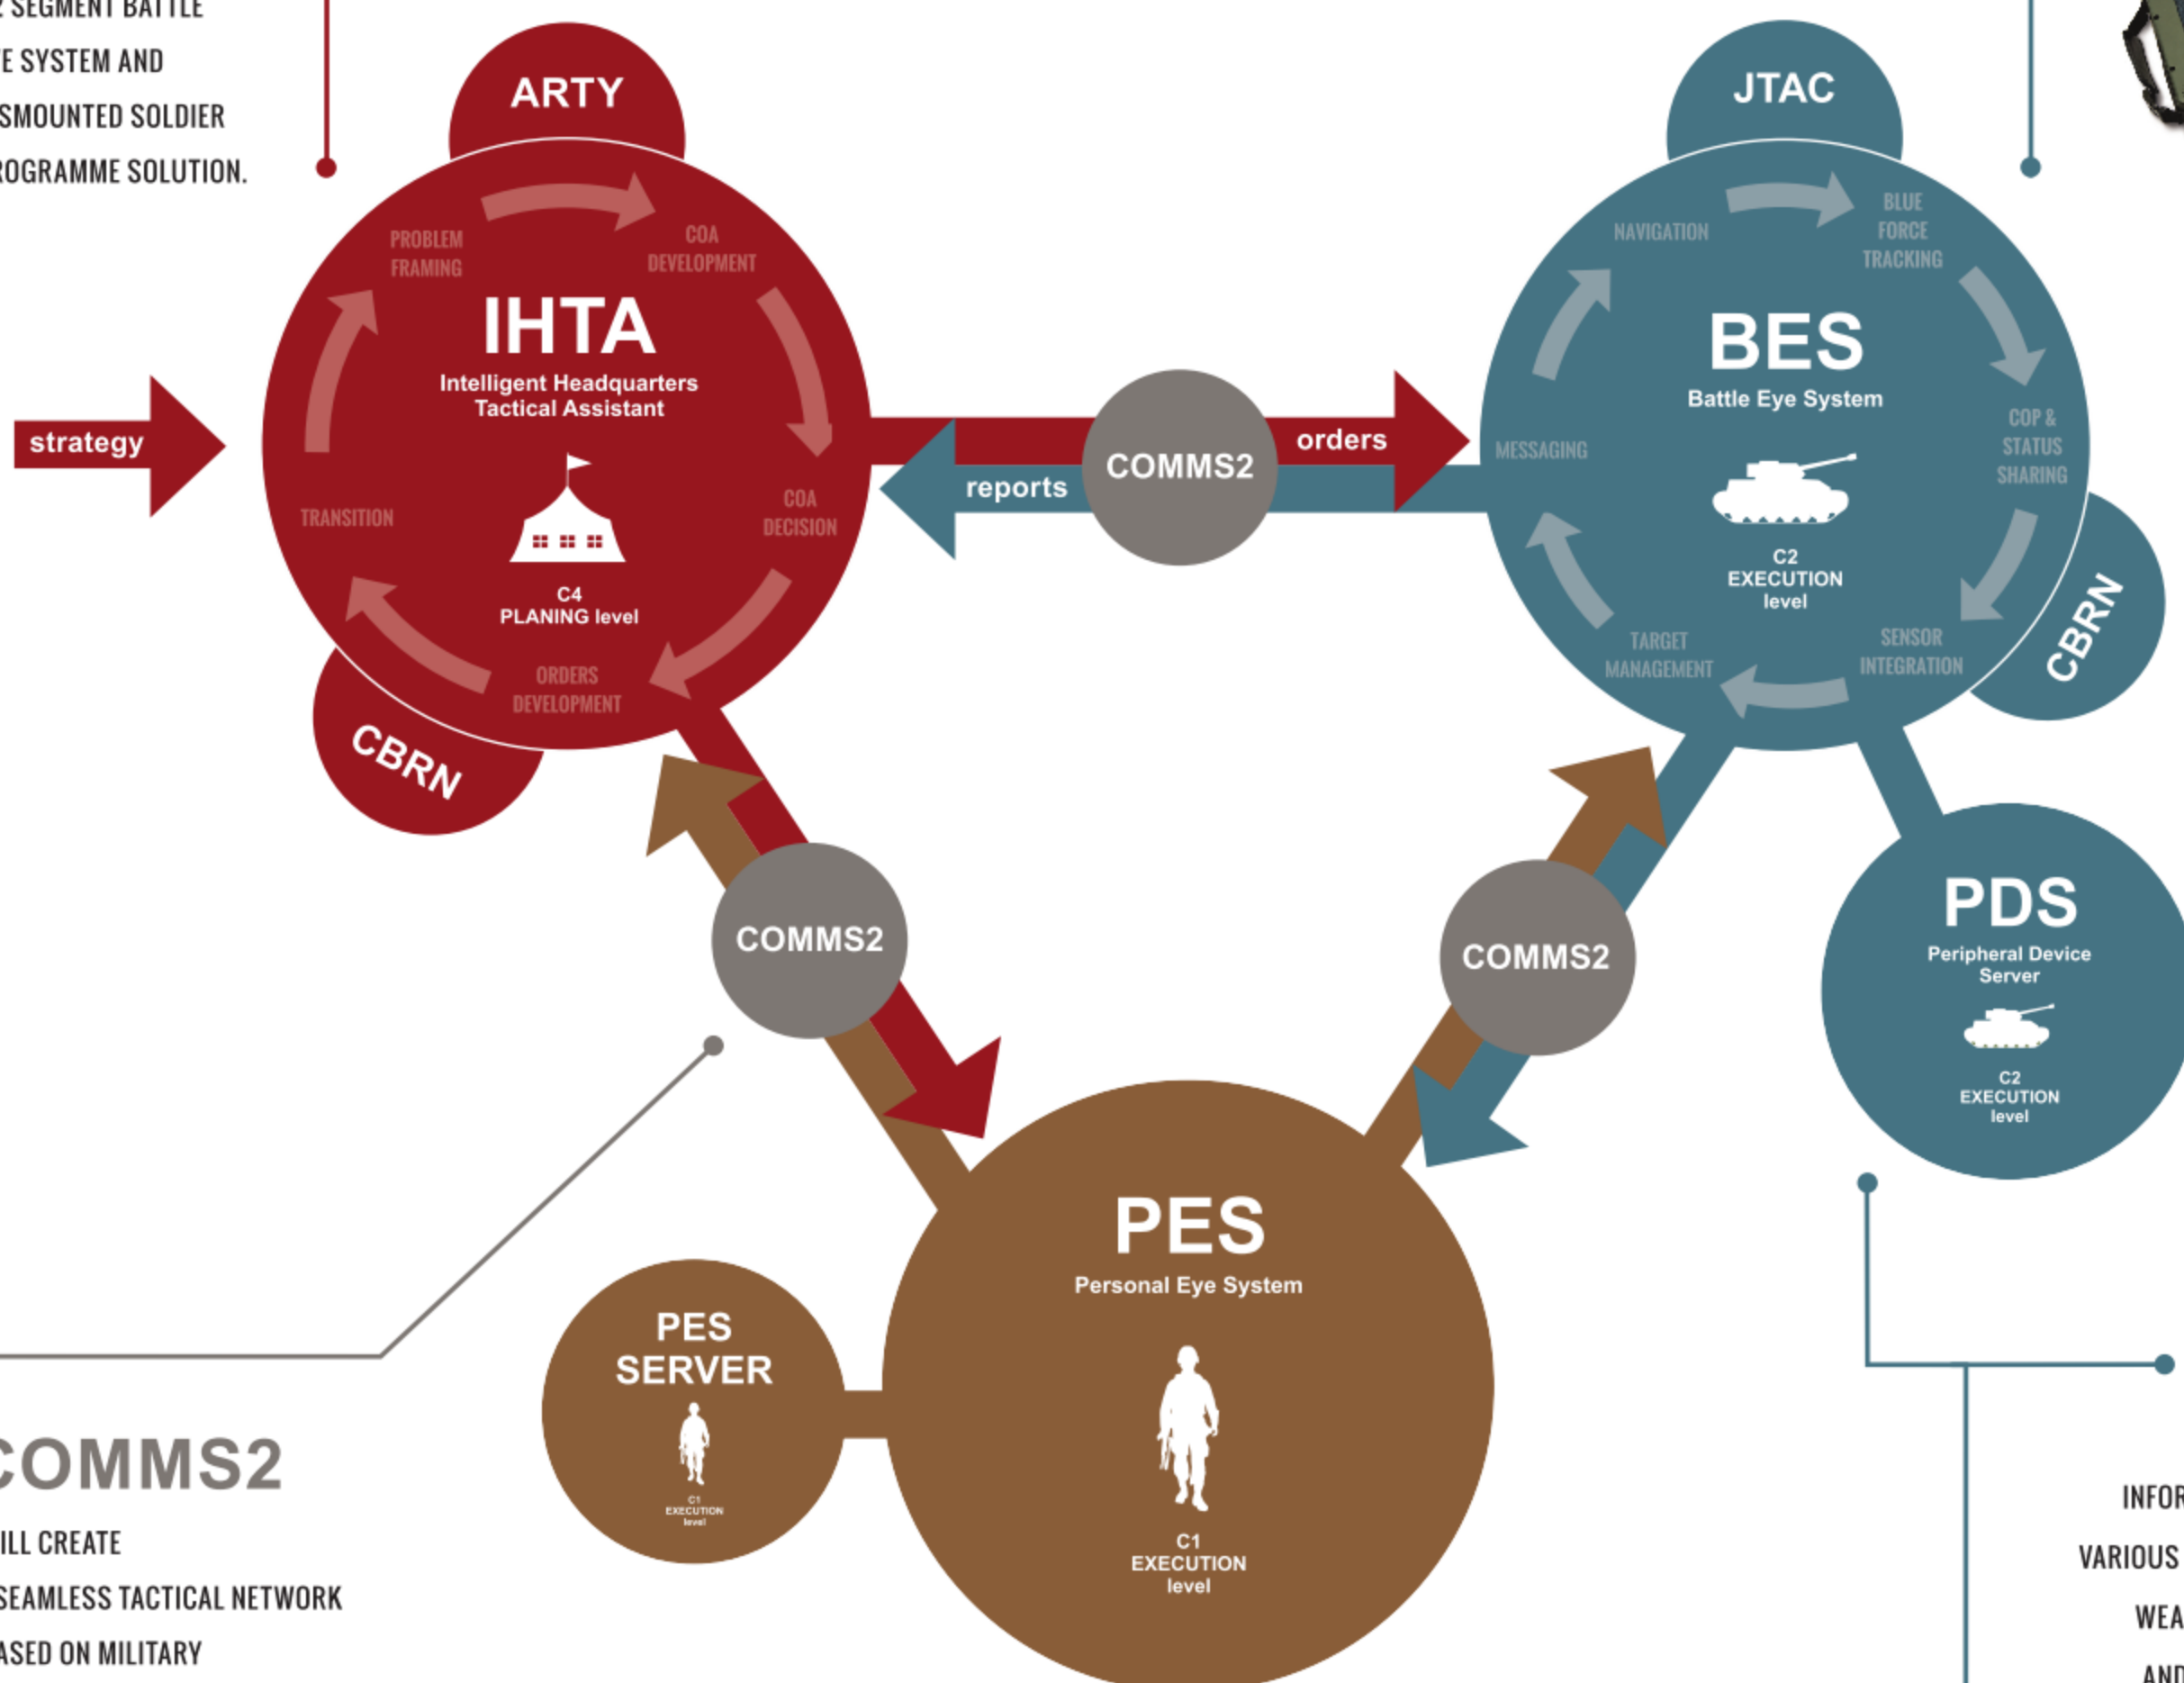 SEGMENT BATTLE
E SYSTEM AND
SMOUNTED SOLDIER
ROGRAMME SOLUTION.
ARTY
PROBLEM
FRAMING
COA
DEVELOPMENT
IHTA
Intelligent Headquarters
Tactical Assistant
COA
DECISION
TRANSITION
C4
PLANING level
ORDERS
DEVELOPMENT
CBRN
strategy
COMMS2
orders
reports
JTAC
NAVIGATION
BLUE
FORCE
TRACKING
BES
Battle Eye System
COP &
STATUS
SHARING
MESSAGING
C2
EXECUTION
level
TARGET
MANAGEMENT
SENSOR
INTEGRATION
CBRN
COMMS2
COMMS2
PDS
Peripheral Device
Server
C2
EXECUTION
level
PES
Personal Eye System
C1
EXECUTION
level
PES
SERVER
C1
EXECUTION
level
COMMS2
ILL CREATE
SEAMLESS TACTICAL NETWORK
ASED ON MILITARY
INFOR
VARIOUS
WEA
AND